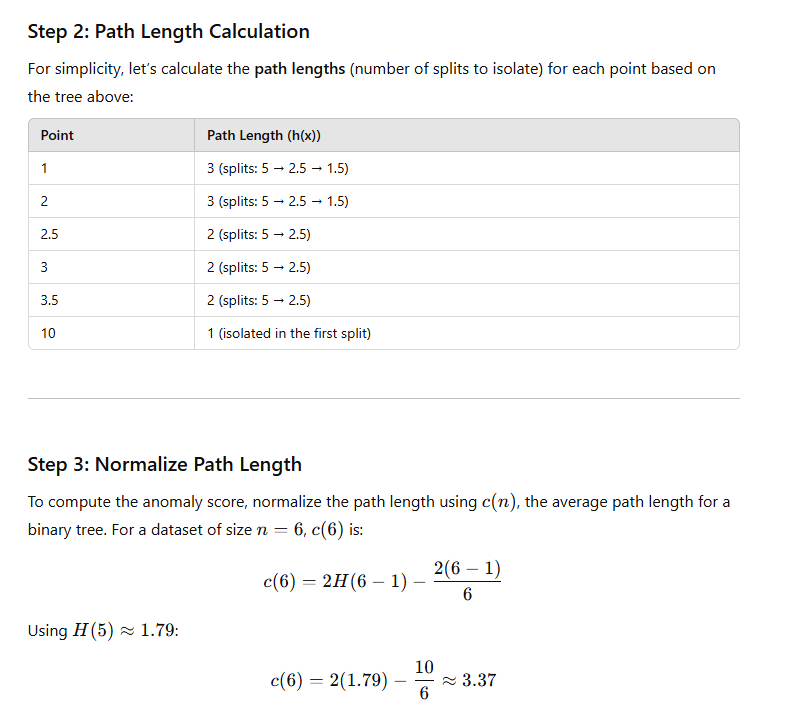 Step 2: Path Length Calculation
For simplicity, let's calculate the path lengths (number of splits to isolate) for each point based on
the tree above:
Point Path Length (h(x))
1 3 (splits: 5 → 2.5 → 1.5)
2 3 (splits: 5 → 2.5 → 1.5)
2.5 2 (splits: 5 → 2.5)
3 2 (splits: 5 → 2.5)
3.5 2 (splits: 5 → 2.5)
10 1 (isolated in the first split)
Step 3: Normalize Path Length
To compute the anomaly score, normalize the path length using c(n), the average path length for a
binary tree. For a dataset of size n = 6, c(6) is:
c(6) = 2H(6 − 1) − 2(6 − 1)/6
Using H(5) ≈ 1.79:
c(6) = 2(1.79) − 10/6 ≈ 3.37